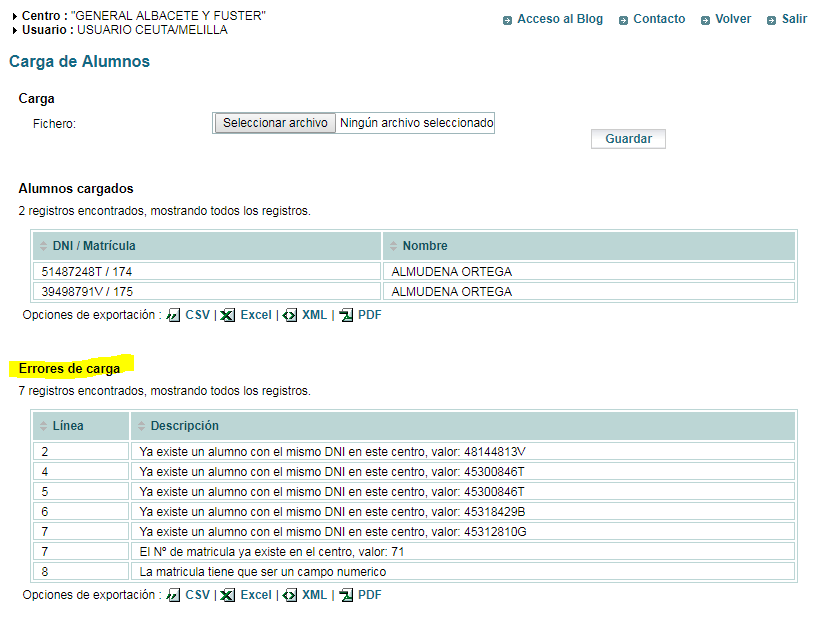 Centro : "GENERAL ALBACETE Y FUSTER"
Usuario : USUARIO CEUTA/MELILLA
Acceso al Blog Contacto Volver Salir
Carga de Alumnos
Carga
Fichero: Seleccionar archivo Ningún archivo seleccionado
Guardar
Alumnos cargados
2 registros encontrados, mostrando todos los registros.
DNI / Matrícula Nombre
51487248T / 174 ALMUDENA ORTEGA
39498791V / 175 ALMUDENA ORTEGA
Opciones de exportación : CSV | Excel | XML | PDF
Errores de carga
7 registros encontrados, mostrando todos los registros.
Línea Descripción
2 Ya existe un alumno con el mismo DNI en este centro, valor: 48144813V
4 Ya existe un alumno con el mismo DNI en este centro, valor: 45300846T
5 Ya existe un alumno con el mismo DNI en este centro, valor: 45300846T
6 Ya existe un alumno con el mismo DNI en este centro, valor: 45318429B
7 Ya existe un alumno con el mismo DNI en este centro, valor: 45312810G
7 El Nº de matricula ya existe en el centro, valor: 71
8 La matricula tiene que ser un campo numerico
Opciones de exportación : CSV | Excel | XML | PDF